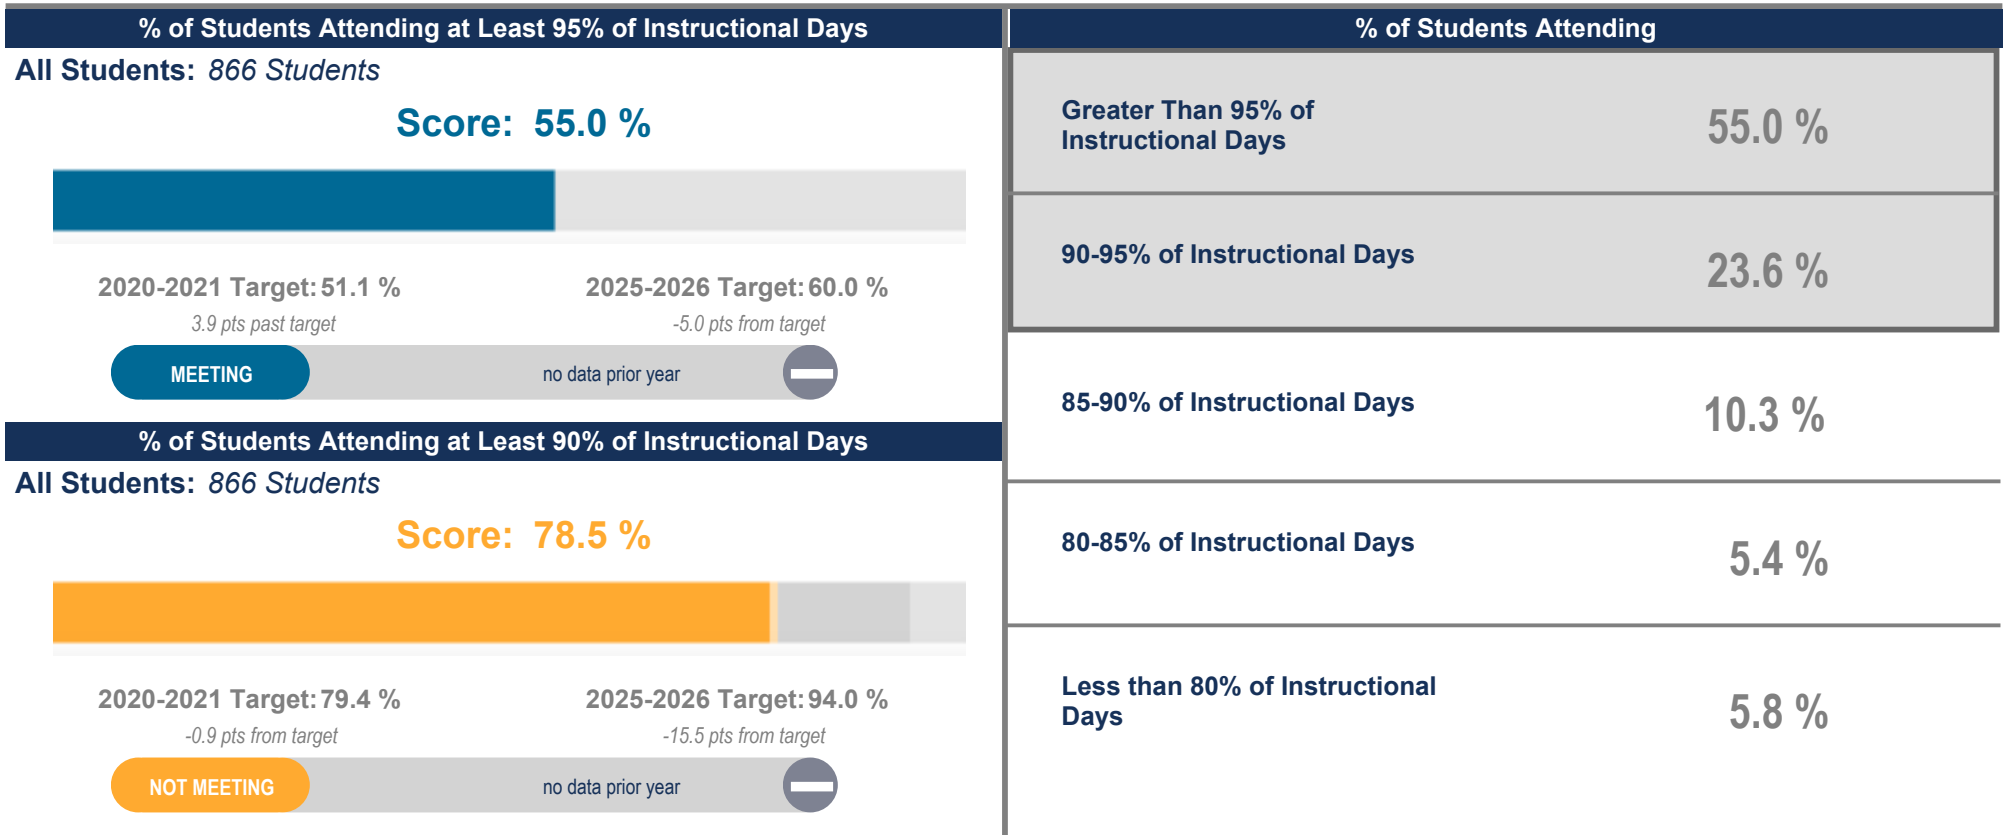 % of Students Attending at Least 95% of Instructional Days
All Students: 866 Students
Score: 55.0 %
2020-2021 Target: 51.1 %
3.9 pts past target
2025-2026 Target: 60.0 %
-5.0 pts from target
MEETING
no data prior year
% of Students Attending at Least 90% of Instructional Days
All Students: 866 Students
Score: 78.5 %
2020-2021 Target: 79.4 %
-0.9 pts from target
2025-2026 Target: 94.0 %
-15.5 pts from target
NOT MEETING
no data prior year
% of Students Attending
Greater Than 95% of
Instructional Days
55.0 %
90-95% of Instructional Days
23.6 %
85-90% of Instructional Days
10.3 %
80-85% of Instructional Days
5.4 %
Less than 80% of Instructional
Days
5.8 %